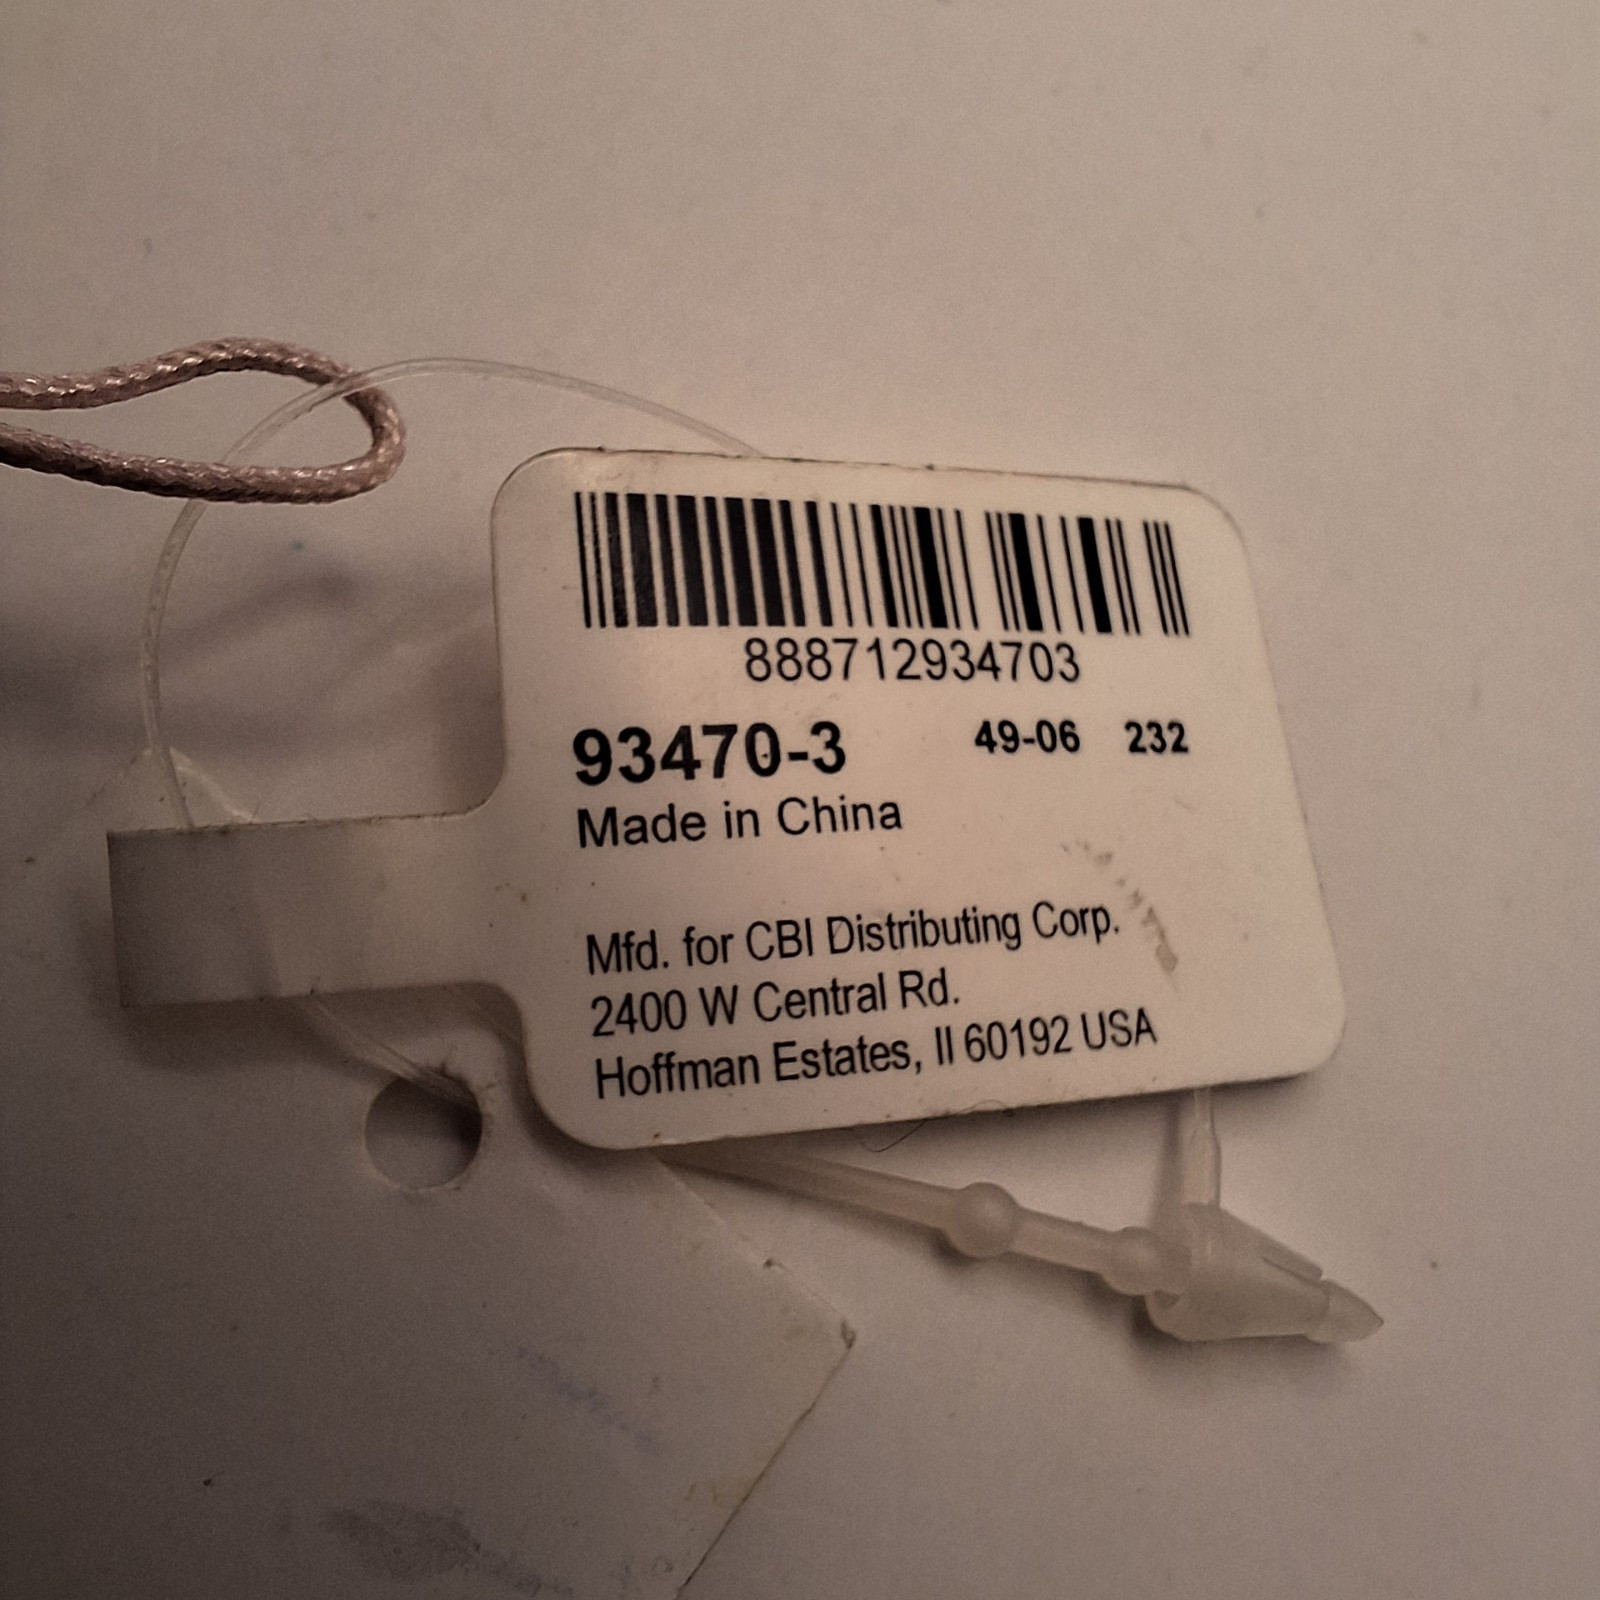 888712934703
93470-3 49-06 232
Made in China
Mfd. for CBI Distributing Corp.
2400 W Central Rd.
Hoffman Estates, Il 60192 USA